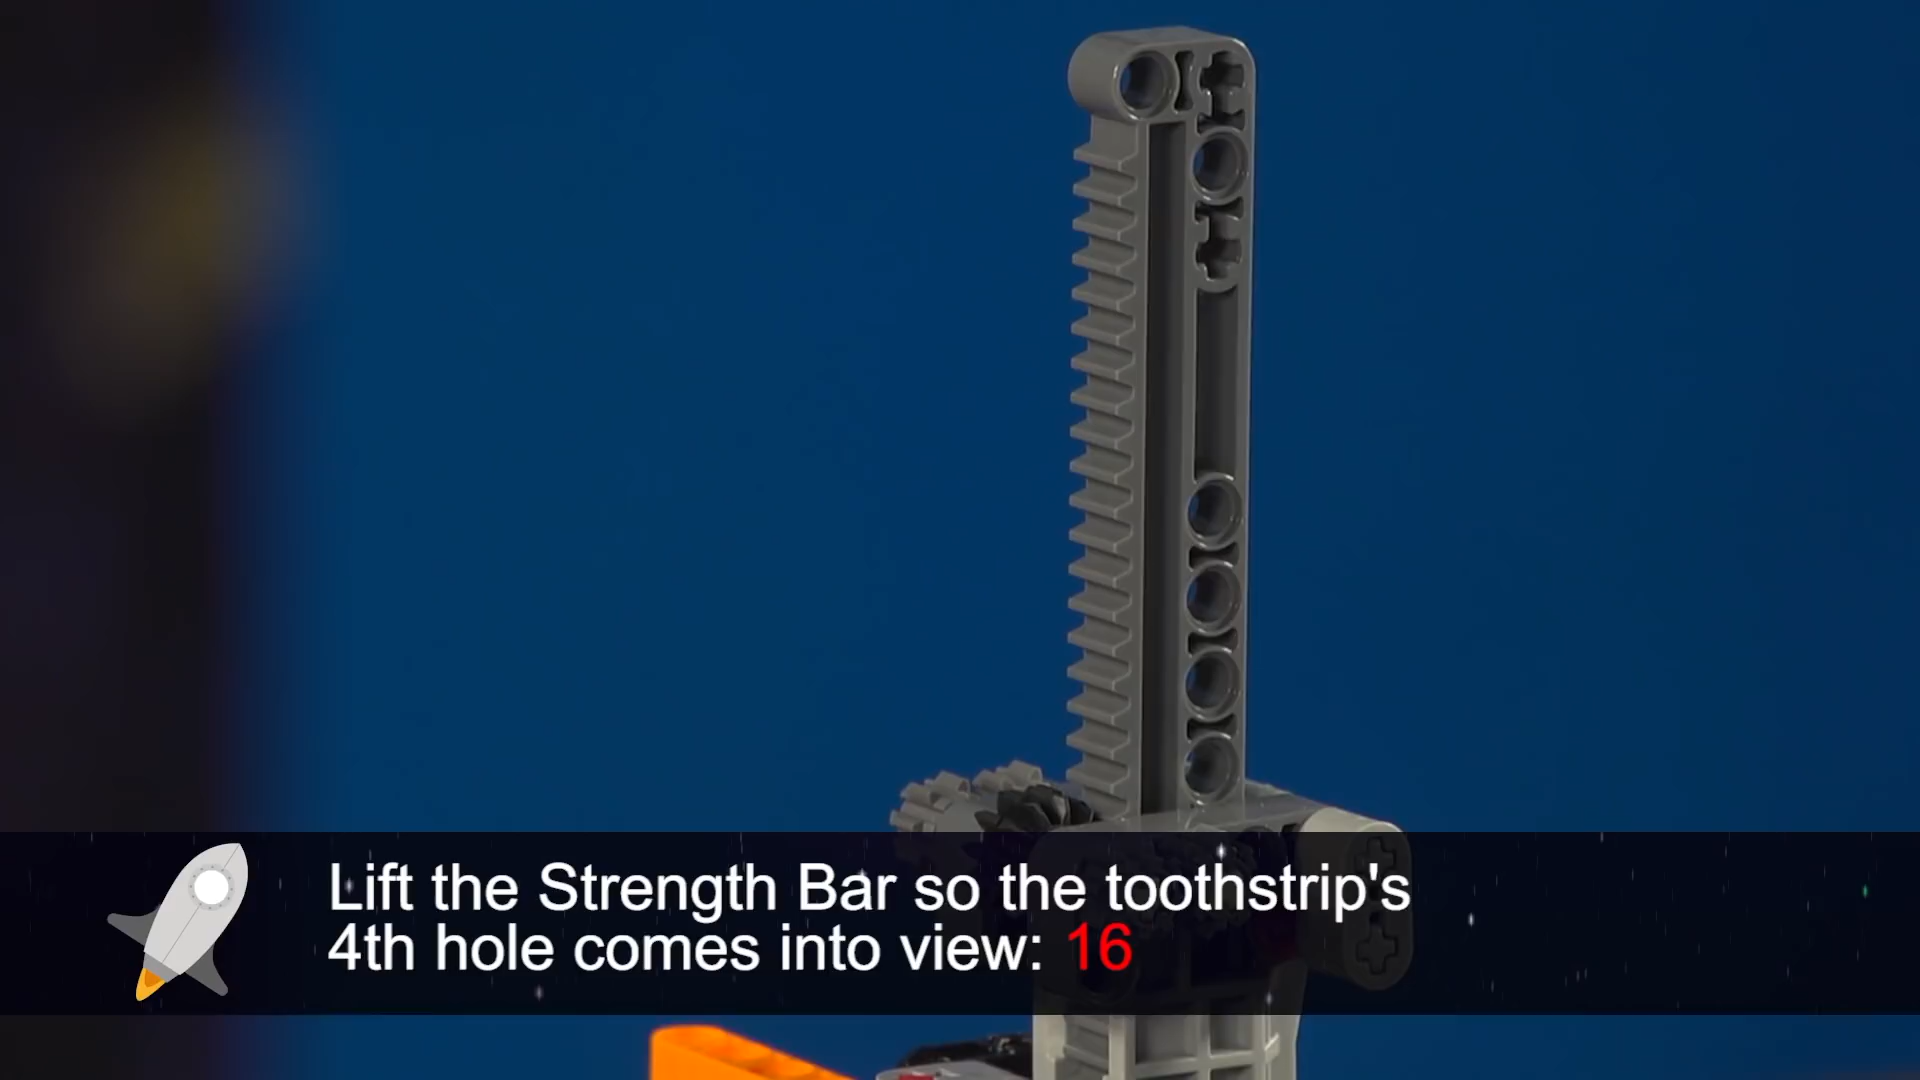 Lift the Strength Bar so the toothstrip's
4th hole comes into view: 16